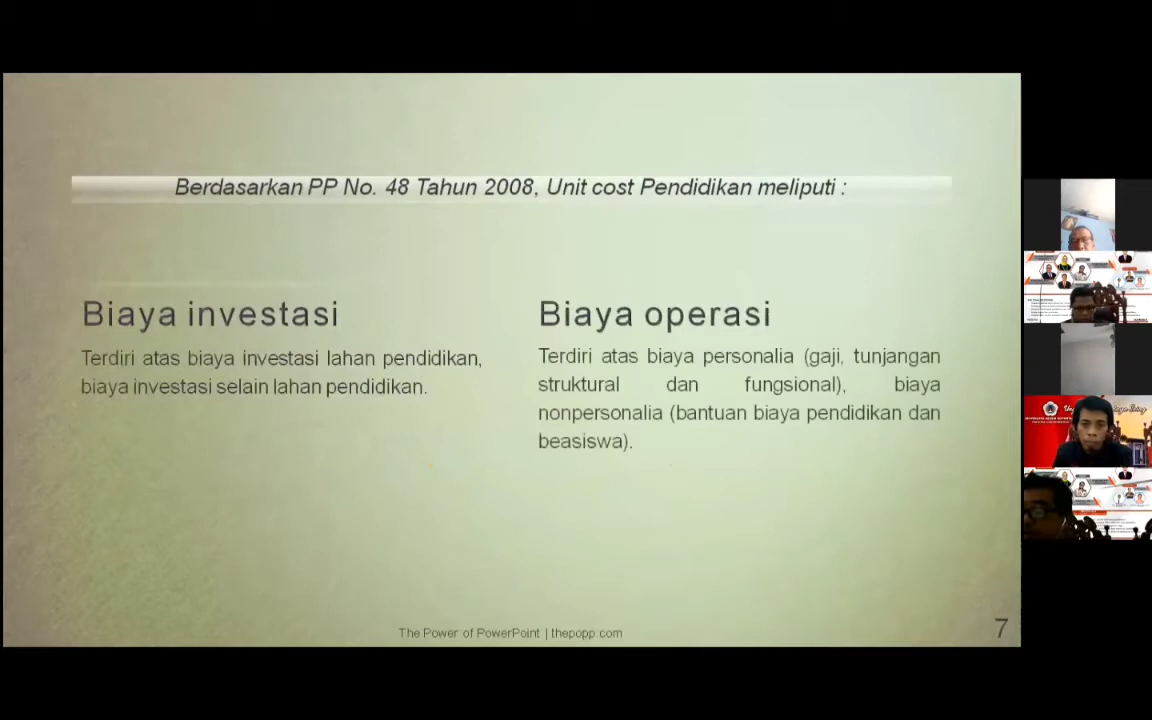 Berdasarkan PP No. 48 Tahun 2008, Unit cost Pendidikan meliputi :
Biaya investasi
Terdiri atas biaya investasi lahan pendidikan,
biaya investasi selain lahan pendidikan.
Biaya operasi
Terdiri atas biaya personalia (gaji, tunjangan
struktural dan fungsional), biaya
nonpersonalia (bantuan biaya pendidikan dan
beasiswa).
The Power of PowerPoint | thepopp.com
7